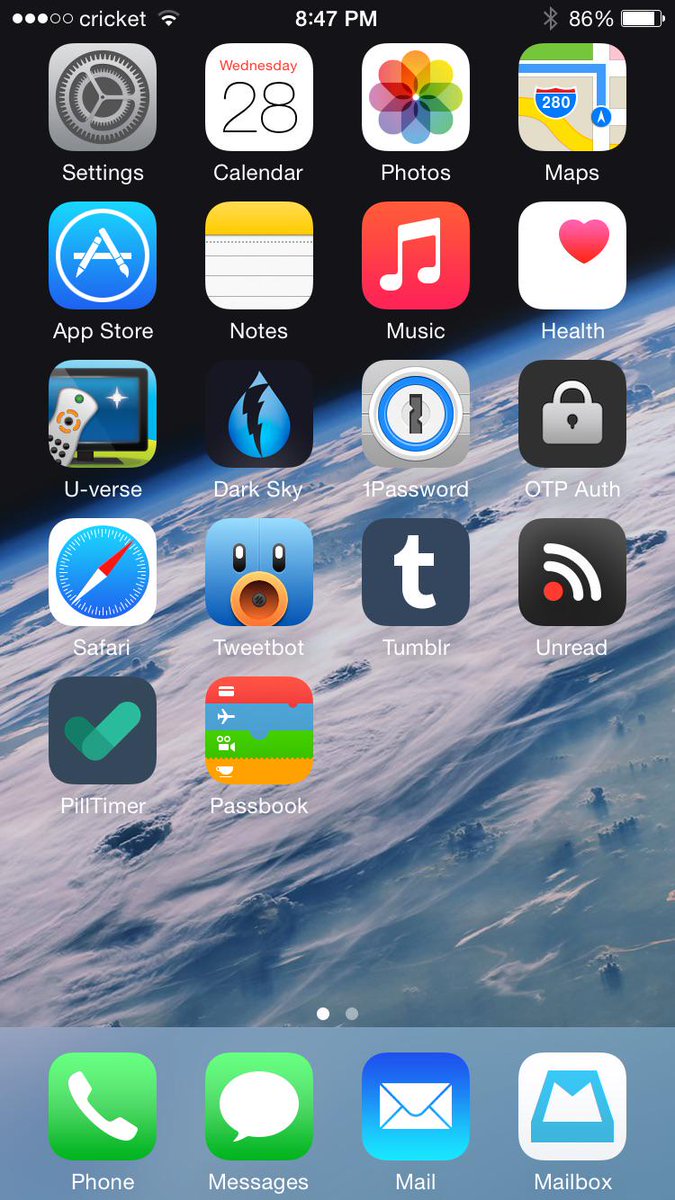 cricket 8:47 PM 86%
Wednesday
28
280
Settings Calendar Photos Maps
App Store Notes Music Health
U-verse Dark Sky 1Password OTP Auth
t
Safari Tweetbot Tumblr Unread
PillTimer Passbook
Phone Messages Mail Mailbox